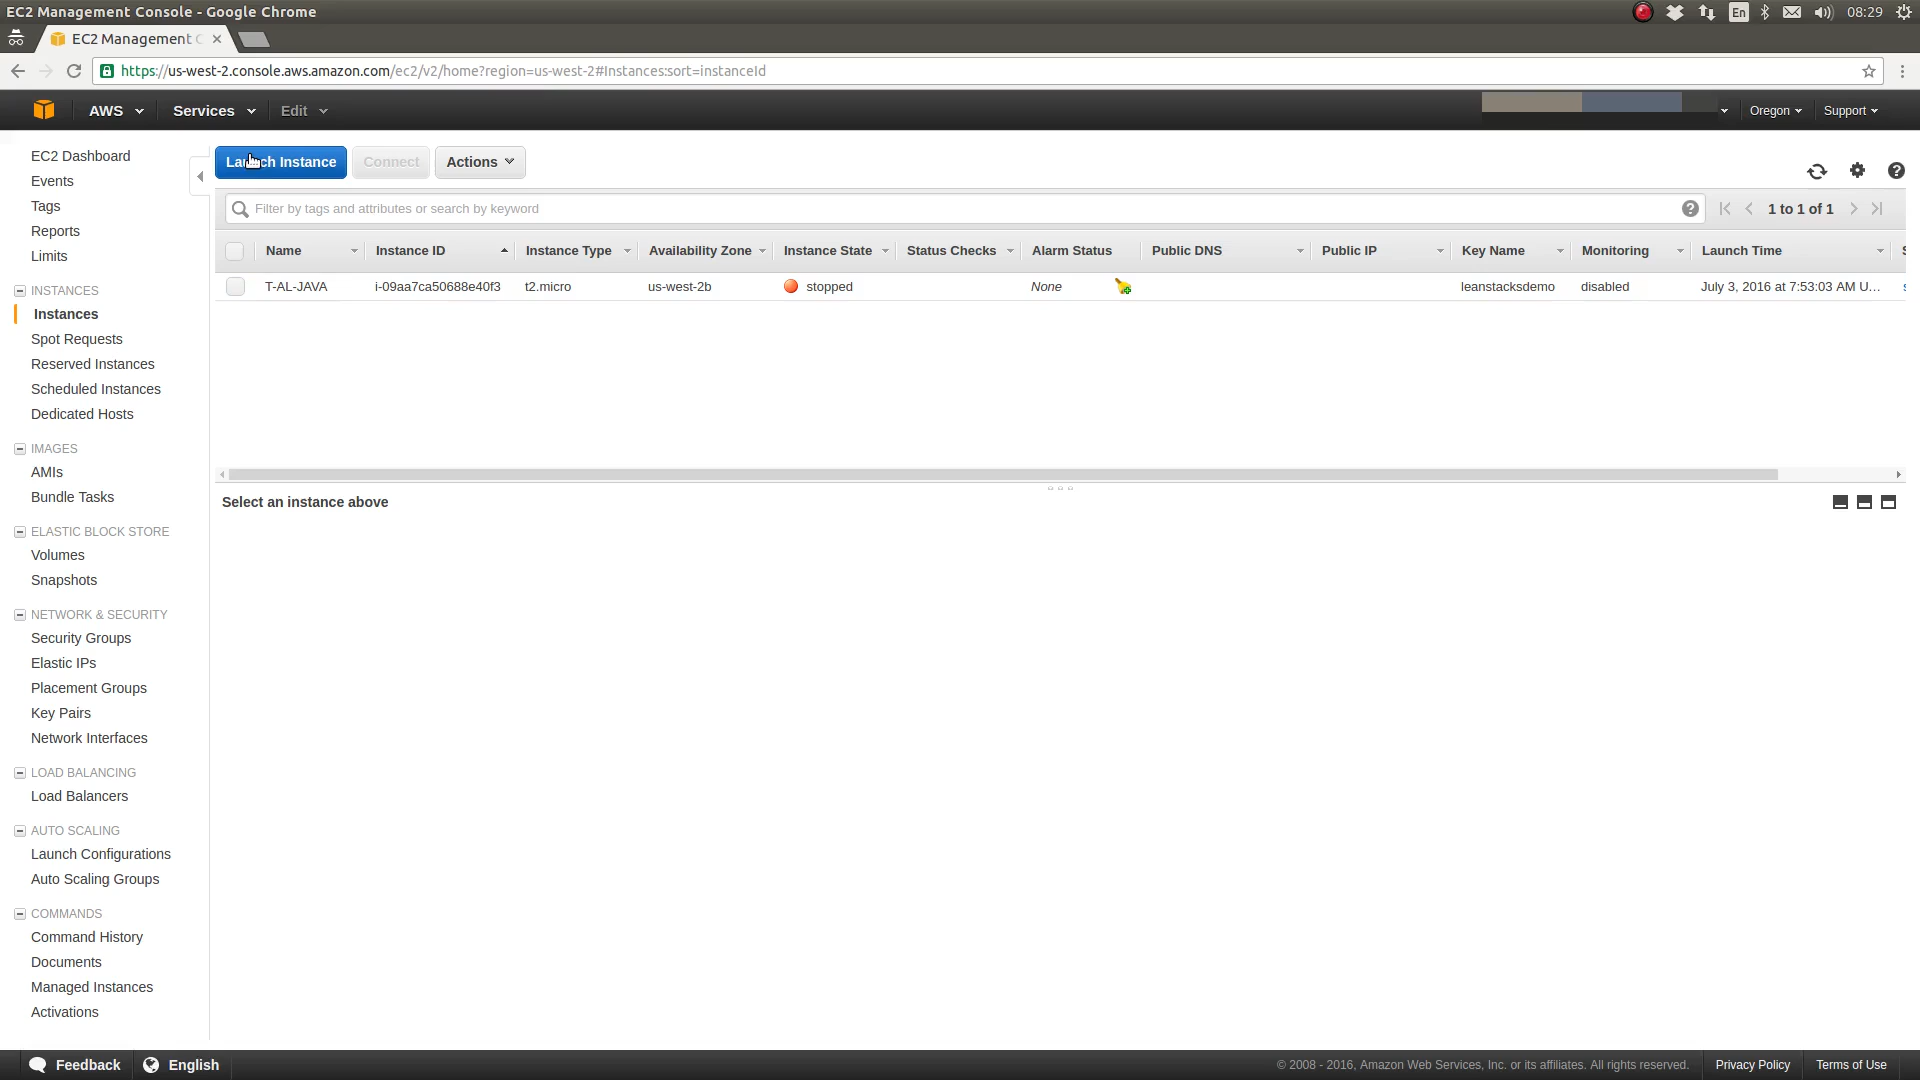 EC2 Management Console - Google Chrome
En
08:29
EC2 Management C
https://us-west-2.console.aws.amazon.com/ec2/v2/home?region=us-west-2#Instances:sort=instanceId
AWS Services Edit
Oregon Support
EC2 Dashboard
Events
Tags
Reports
Limits
INSTANCES
Instances
Spot Requests
Reserved Instances
Scheduled Instances
Dedicated Hosts
IMAGES
AMIs
Bundle Tasks
ELASTIC BLOCK STORE
Volumes
Snapshots
NETWORK & SECURITY
Security Groups
Elastic IPs
Placement Groups
Key Pairs
Network Interfaces
LOAD BALANCING
Load Balancers
AUTO SCALING
Launch Configurations
Auto Scaling Groups
COMMANDS
Command History
Documents
Managed Instances
Activations
Launch Instance Connect Actions
Filter by tags and attributes or search by keyword
1 to 1 of 1
Name Instance ID Instance Type Availability Zone Instance State Status Checks Alarm Status Public DNS Public IP Key Name Monitoring Launch Time
T-AL-JAVA i-09aa7ca50688e40f3 t2.micro us-west-2b stopped None leanstacksdemo disabled July 3, 2016 at 7:53:03 AM U...
Select an instance above
Feedback English
© 2008 - 2016, Amazon Web Services, Inc. or its affiliates. All rights reserved. Privacy Policy Terms of Use